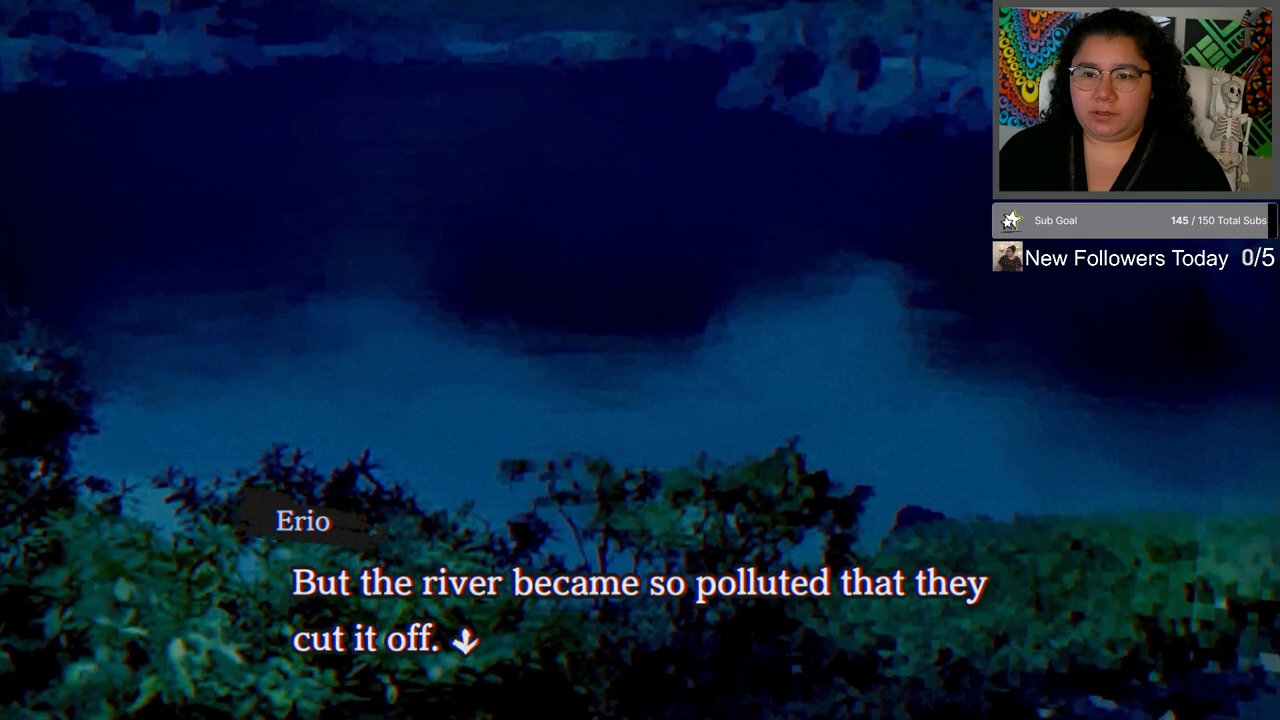 Sub Goal
145 / 150 Total Subs
New Followers Today 0/5
Erio
But the river became so polluted that they
cut it off.